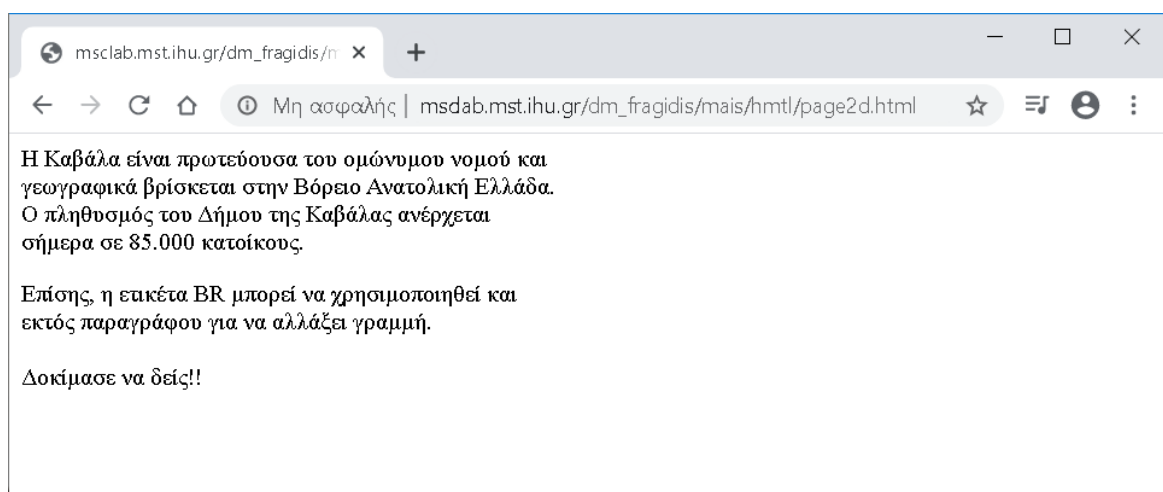 msclab.mst.ihu.gr/dm_fragidis/m
Μη ασφαλής | msdab.mst.ihu.gr/dm_fragidis/mais/hmtl/page2d.html
Η Καβάλα είναι πρωτεύουσα του ομώνυμου νομού και
γεωγραφικά βρίσκεται στην Βόρειο Ανατολική Ελλάδα.
Ο πληθυσμός του Δήμου της Καβάλας ανέρχεται
σήμερα σε 85.000 κατοίκους.
Επίσης, η ετικέτα BR μπορεί να χρησιμοποιηθεί και
εκτός παραγράφου για να αλλάξει γραμμή.
Δοκίμασε να δείς!!